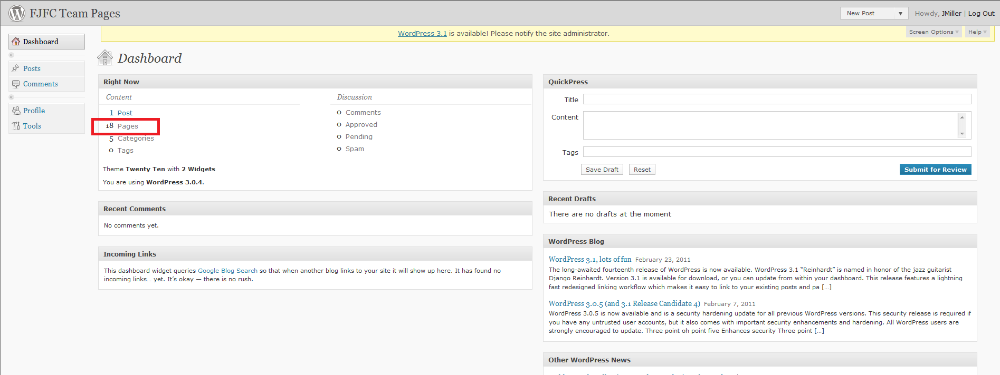 FJFC Team Pages
New Post
Howdy, JMiller | Log Out
WordPress 3.1 is available! Please notify the site administrator.
Screen Options
Help
Dashboard
Posts
Comments
Profile
Tools
Dashboard
Right Now
Content
1 Post
18 Pages
5 Categories
0 Tags
Discussion
0 Comments
0 Approved
0 Pending
0 Spam
Theme Twenty Ten with 2 Widgets
You are using WordPress 3.0.4.
Recent Comments
No comments yet.
Incoming Links
This dashboard widget queries Google Blog Search so that when another blog links to your site it will show up here. It has found no
incoming links… yet. It’s okay — there is no rush.
QuickPress
Title
Content
Tags
Save Draft
Reset
Submit for Review
Recent Drafts
There are no drafts at the moment
WordPress Blog
WordPress 3.1, lots of fun February 23, 2011
The long-awaited fourteenth release of WordPress is now available. WordPress 3.1 “Reinhardt” is named in honor of the jazz guitarist
Django Reinhardt. Version 3.1 is available for download, or you can update from within your dashboard. This release features a lightning
fast redesigned linking workflow which makes it easy to link to your existing posts and pa […]
WordPress 3.0.5 (and 3.1 Release Candidate 4) February 7, 2011
WordPress 3.0.5 is now available and is a security hardening update for all previous WordPress versions. This security release is required if
you have any untrusted user accounts, but it also comes with important security enhancements and hardening. All WordPress users are
strongly encouraged to update. Three point oh point five Enhances security Three point […]
Other WordPress News